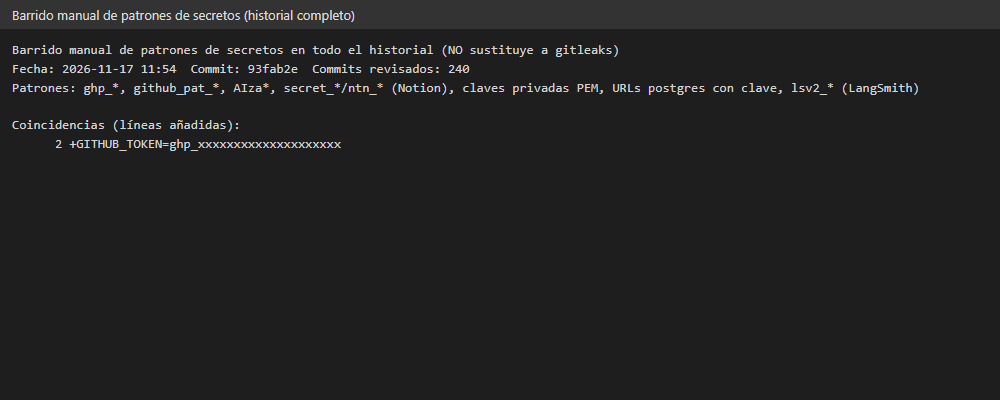 Barrido manual de patrones de secretos (historial completo)
Barrido manual de patrones de secretos en todo el historial (NO sustituye a gitleaks)
Fecha: 2026-11-17 11:54  Commit: 93fab2e  Commits revisados: 240
Patrones: ghp_*, github_pat_*, AIza*, secret_*/ntn_* (Notion), claves privadas PEM, URLs postgres con clave, lsv2_* (LangSmith)
Coincidencias (líneas añadidas):
2 +GITHUB_TOKEN=ghp_xxxxxxxxxxxxxxxxxxxx